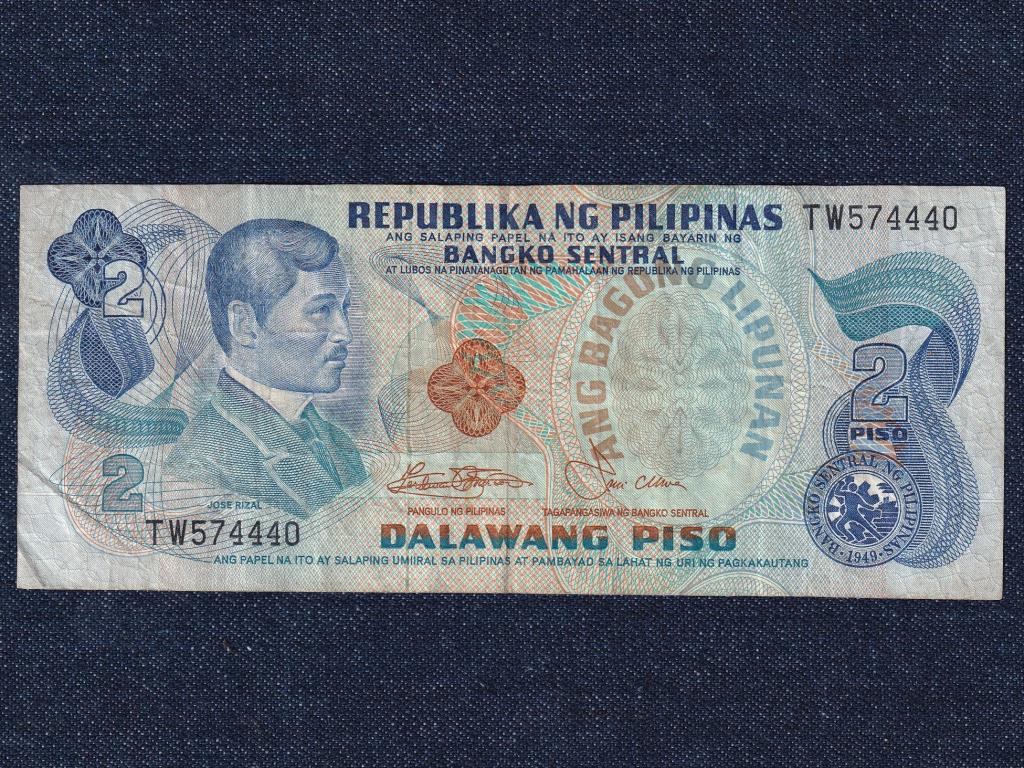 REPUBLIKA NG PILIPINAS
TW574440
ANG SALAPING PAPEL NA ITO AY ISANG BAYARIN NG
BANGKO SENTRAL
AT LUBOS NA PINANANAGUTAN NG PAMAHALAAN NG REPUBLIKA NG PILIPINAS
2
ANG BAGONG LIPUNAN
2
PISO
2
BANGKO SENTRAL NG PILIPINAS
·1949·
JOSE RIZAL
PANGULO NG PILIPINAS
TAGAPANGASIWA NG BANGKO SENTRAL
TW574440
DALAWANG PISO
ANG PAPEL NA ITO AY SALAPING UMIIRAL SA PILIPINAS AT PAMBAYAD SA LAHAT NG URI NG PAGKAKAUTANG